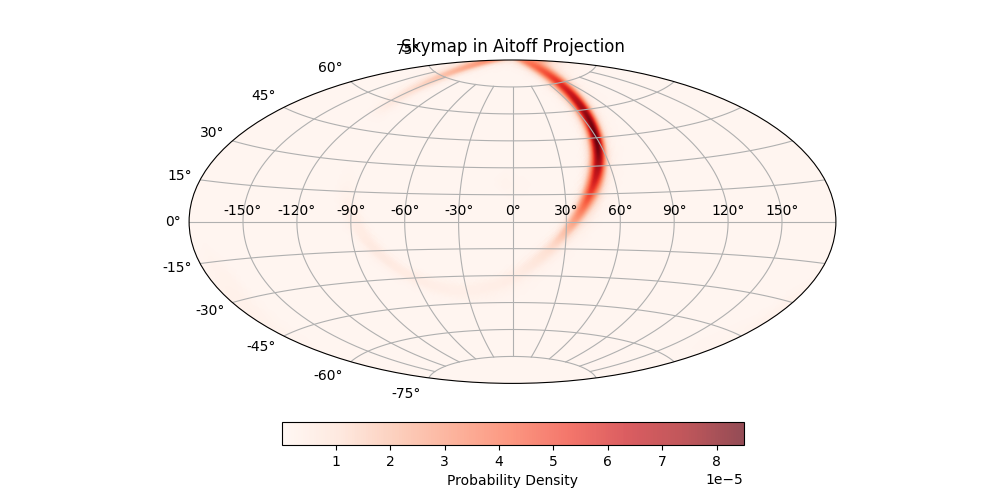 Skymap in Aitoff Projection
75°
60°
45°
30°
15°
-150° -120° -90° -60° -30° 0° 30° 60° 90° 120° 150°
0°
-15°
-30°
-45°
-60°
-75°
1 2 3 4 5 6 7 8
1e−5
Probability Density